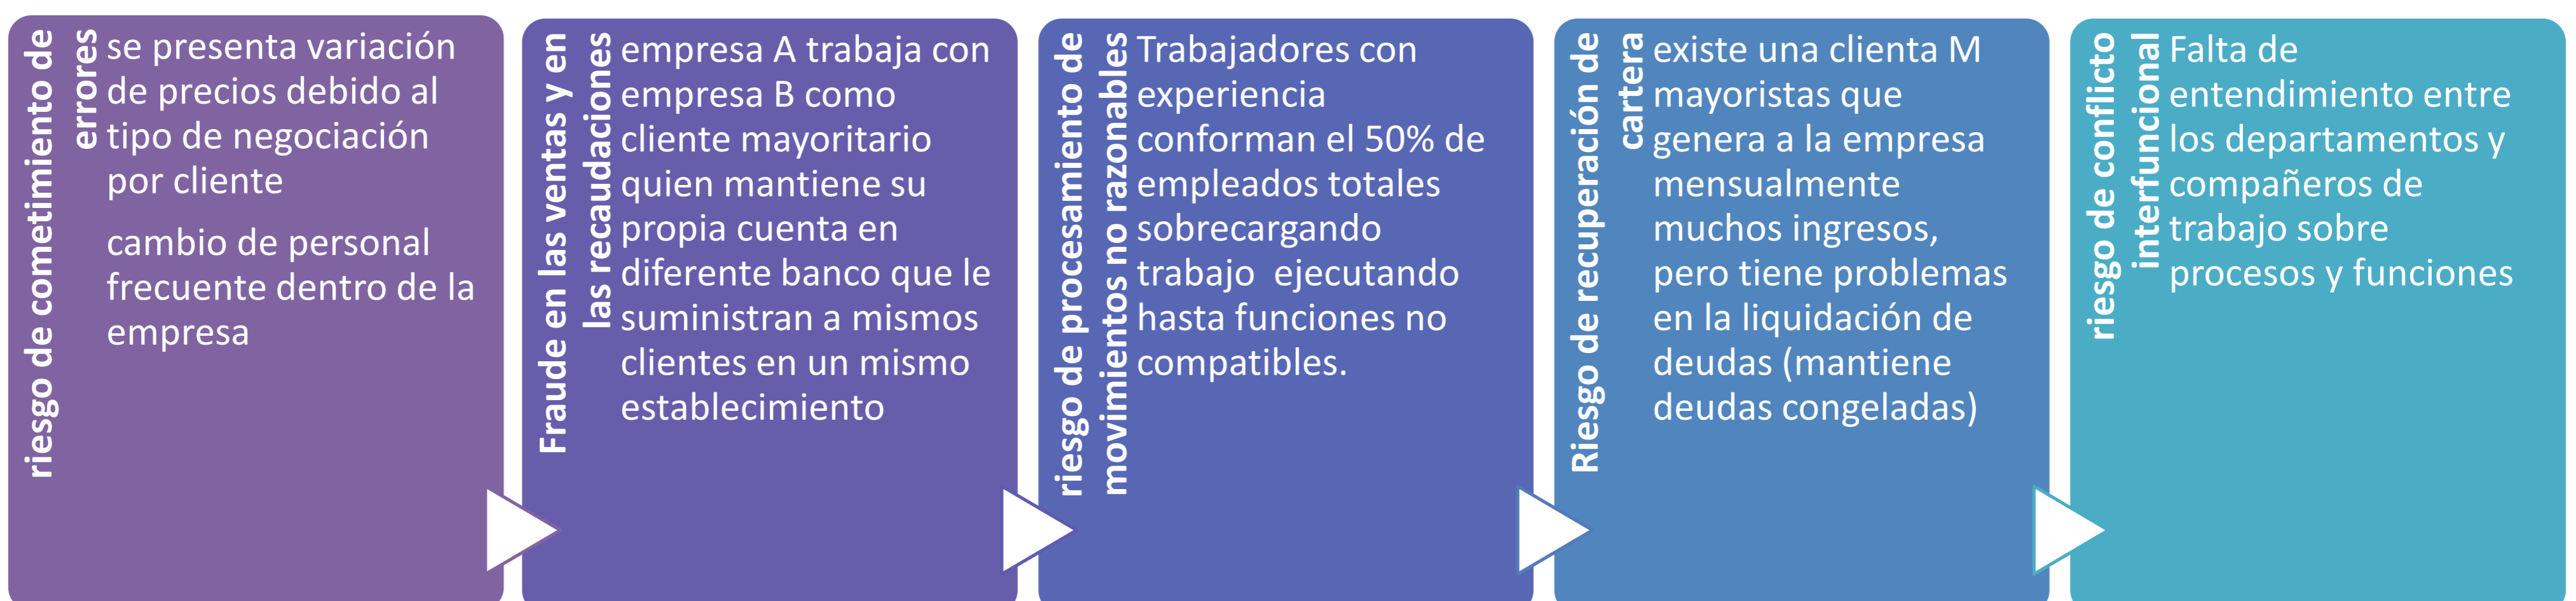 riesgo de cometimiento de
errores
se presenta variación
de precios debido al
tipo de negociación
por cliente
cambio de personal
frecuente dentro de la
empresa
Fraude en las ventas y en
las recaudaciones
empresa A trabaja con
empresa B como
cliente mayoritario
quien mantiene su
propia cuenta en
diferente banco que le
suministran a mismos
clientes en un mismo
establecimiento
riesgo de procesamiento de
movimientos no razonables
Trabajadores con
experiencia
conforman el 50% de
empleados totales
sobrecargando
trabajo  ejecutando
hasta funciones no
compatibles.
Riesgo de recuperación de
cartera
existe una clienta M
mayoristas que
genera a la empresa
mensualmente
muchos ingresos,
pero tiene problemas
en la liquidación de
deudas (mantiene
deudas congeladas)
riesgo de conflicto
interfuncional
Falta de
entendimiento entre
los departamentos y
compañeros de
trabajo sobre
procesos y funciones